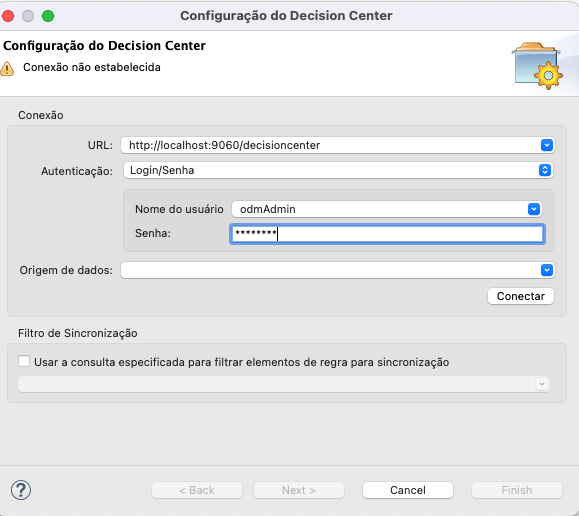 Configuração do Decision Center
Configuração do Decision Center
Conexão não estabelecida
Conexão
URL: http://localhost:9060/decisioncenter
Autenticação: Login/Senha
Nome do usuário odmAdmin
Senha: ********
Origem de dados:
Conectar
Filtro de Sincronização
Usar a consulta especificada para filtrar elementos de regra para sincronização
? < Back Next > Cancel Finish